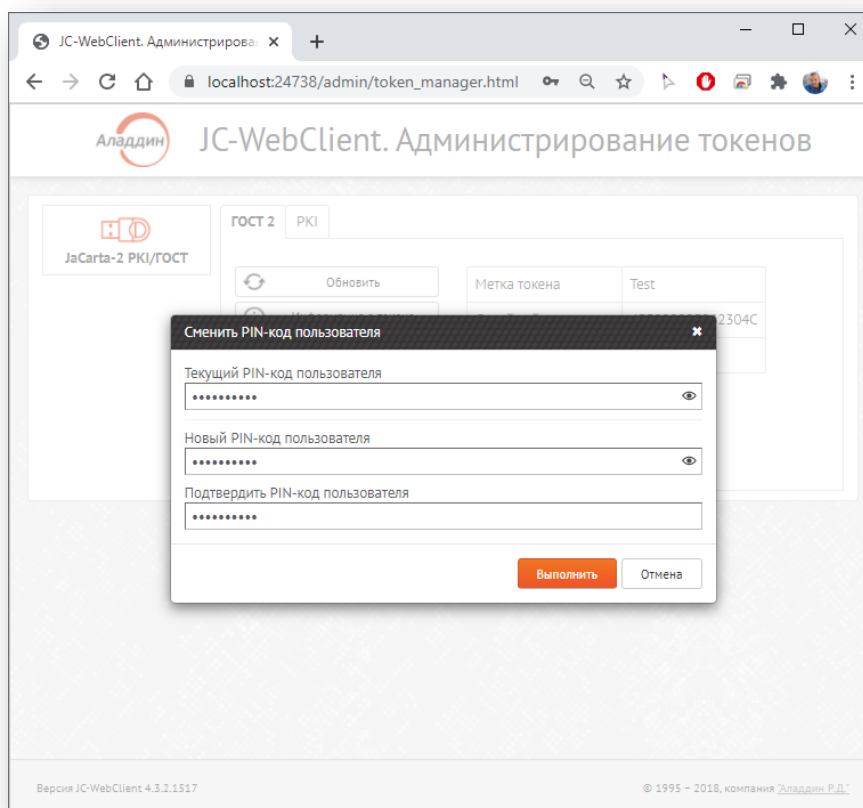 JC-WebClient. Администрирова
localhost:24738/admin/token_manager.html
Аладдин
JC-WebClient. Администрирование токенов
JaCarta-2 PKI/ГОСТ
ГОСТ 2 PKI
Обновить
Метка токена Test
2304C
Сменить PIN-код пользователя
Текущий PIN-код пользователя
••••••••••
Новый PIN-код пользователя
••••••••••
Подтвердить PIN-код пользователя
••••••••••
Выполнить Отмена
Версия JC-WebClient 4.3.2.1517 © 1995 – 2018, компания "Аладдин Р.Д."